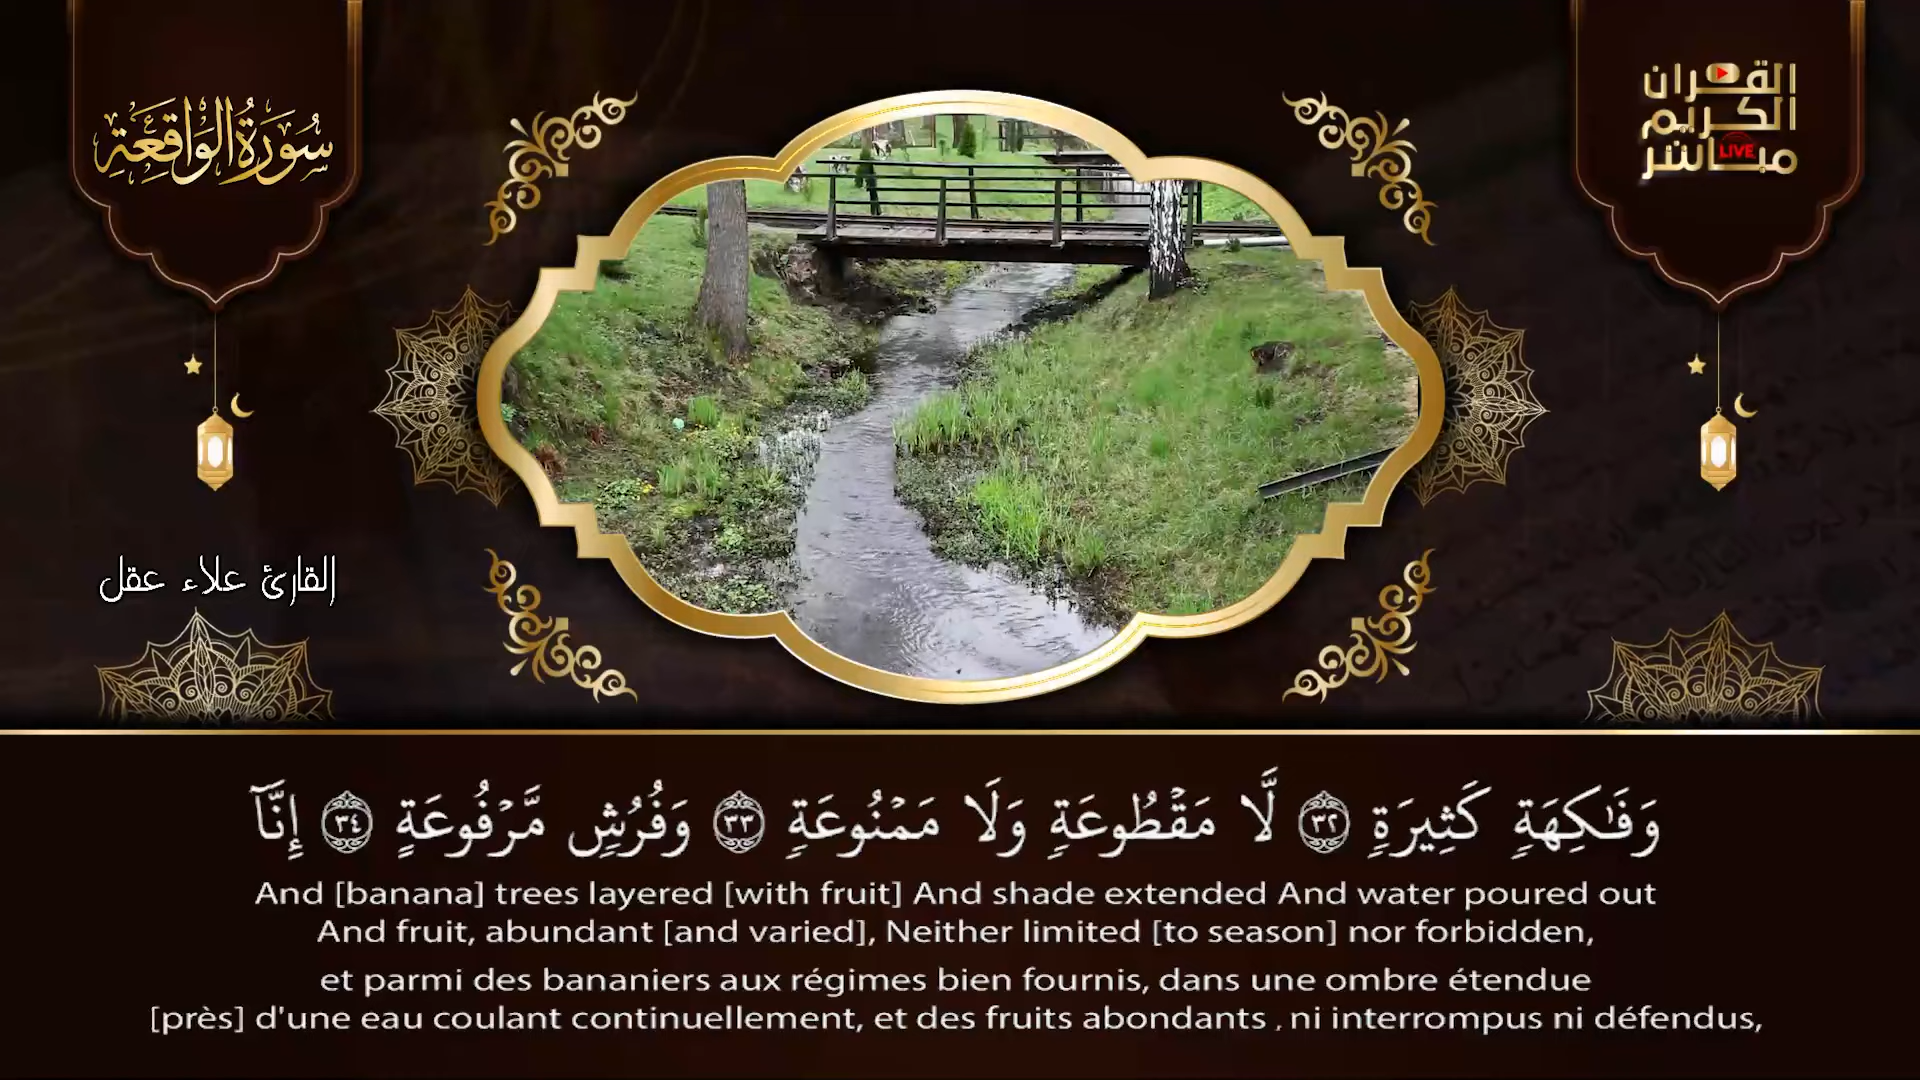 سُورَةُ الوَاقِعَةِ
القرآن
الكريم
مباشر
LIVE
القارئ علاء عقل
وَفَـٰكِهَةٍ كَثِيرَةٍ ٣٢ لَّا مَقْطُوعَةٍ وَلَا مَمْنُوعَةٍ ٣٣ وَفُرُشٍ مَّرْفُوعَةٍ ٣٤ إِنَّآ
And [banana] trees layered [with fruit] And shade extended And water poured out
And fruit, abundant [and varied], Neither limited [to season] nor forbidden,
et parmi des bananiers aux régimes bien fournis, dans une ombre étendue
[près] d'une eau coulant continuellement, et des fruits abondants , ni interrompus ni défendus,